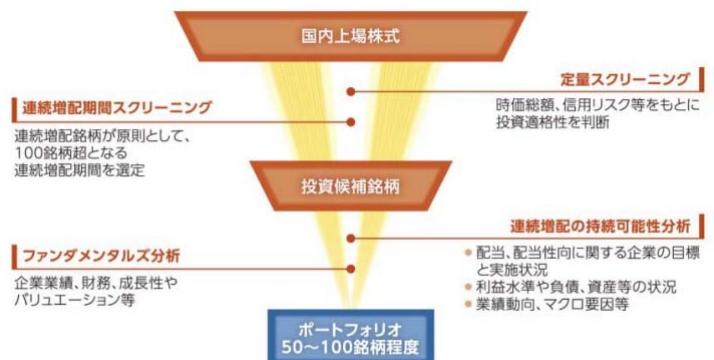 国内上場株式
定量スクリーニング
時価総額、信用リスク等をもとに
投資適格性を判断
連続増配期間スクリーニング
連続増配銘柄が原則として、
100銘柄超となる
連続増配期間を選定
投資候補銘柄
連続増配の持続可能性分析
● 配当、配当性向に関する企業の目標
と実施状況
● 利益水準や負債、資産等の状況
● 業績動向、マクロ要因等
ファンダメンタルズ分析
企業業績、財務、成長性や
バリュエーション等
ポートフォリオ
50～100銘柄程度